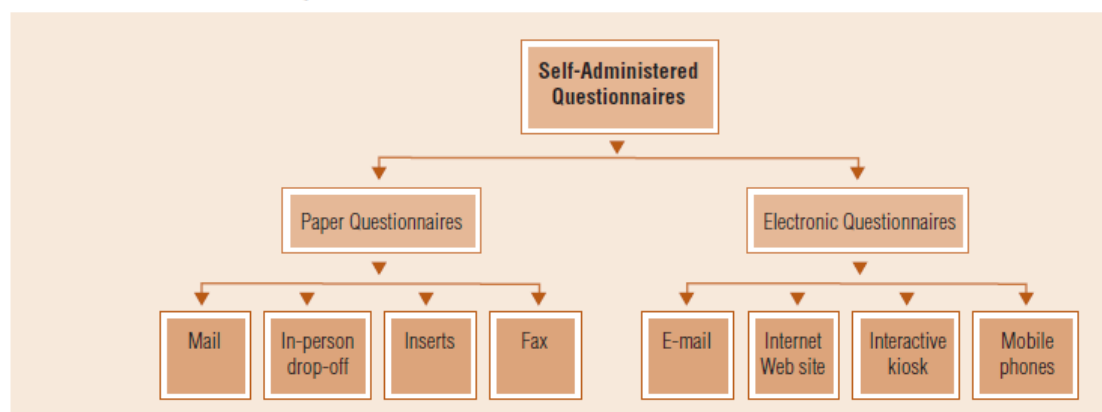 Self-Administered
Questionnaires
Paper Questionnaires
Electronic Questionnaires
Mail
In-person
drop-off
Inserts
Fax
E-mail
Internet
Web site
Interactive
kiosk
Mobile
phones